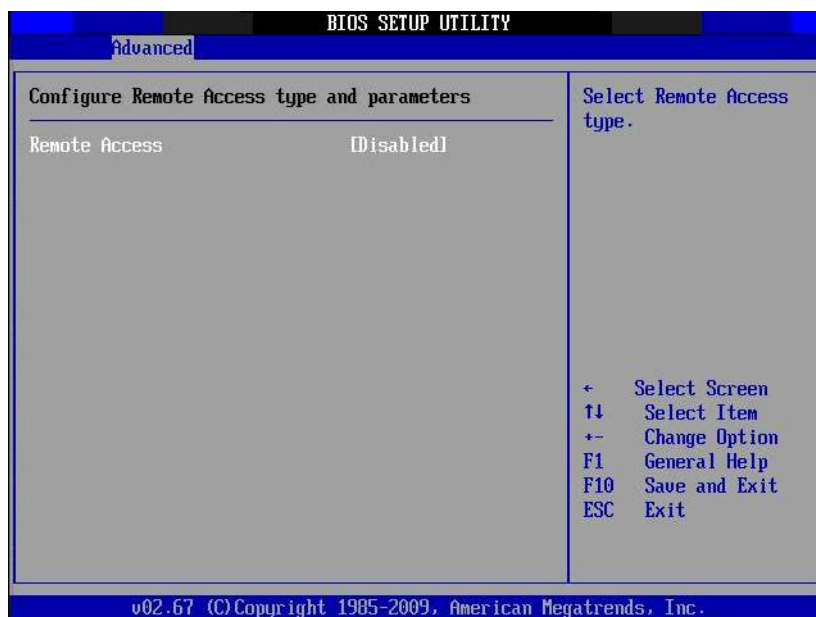 BIOS SETUP UTILITY
Advanced
Configure Remote Access type and parameters
Remote Access [Disabled]
Select Remote Access
type.
← Select Screen
↑↓ Select Item
+- Change Option
F1 General Help
F10 Save and Exit
ESC Exit
v02.67 (C)Copyright 1985-2009, American Megatrends, Inc.